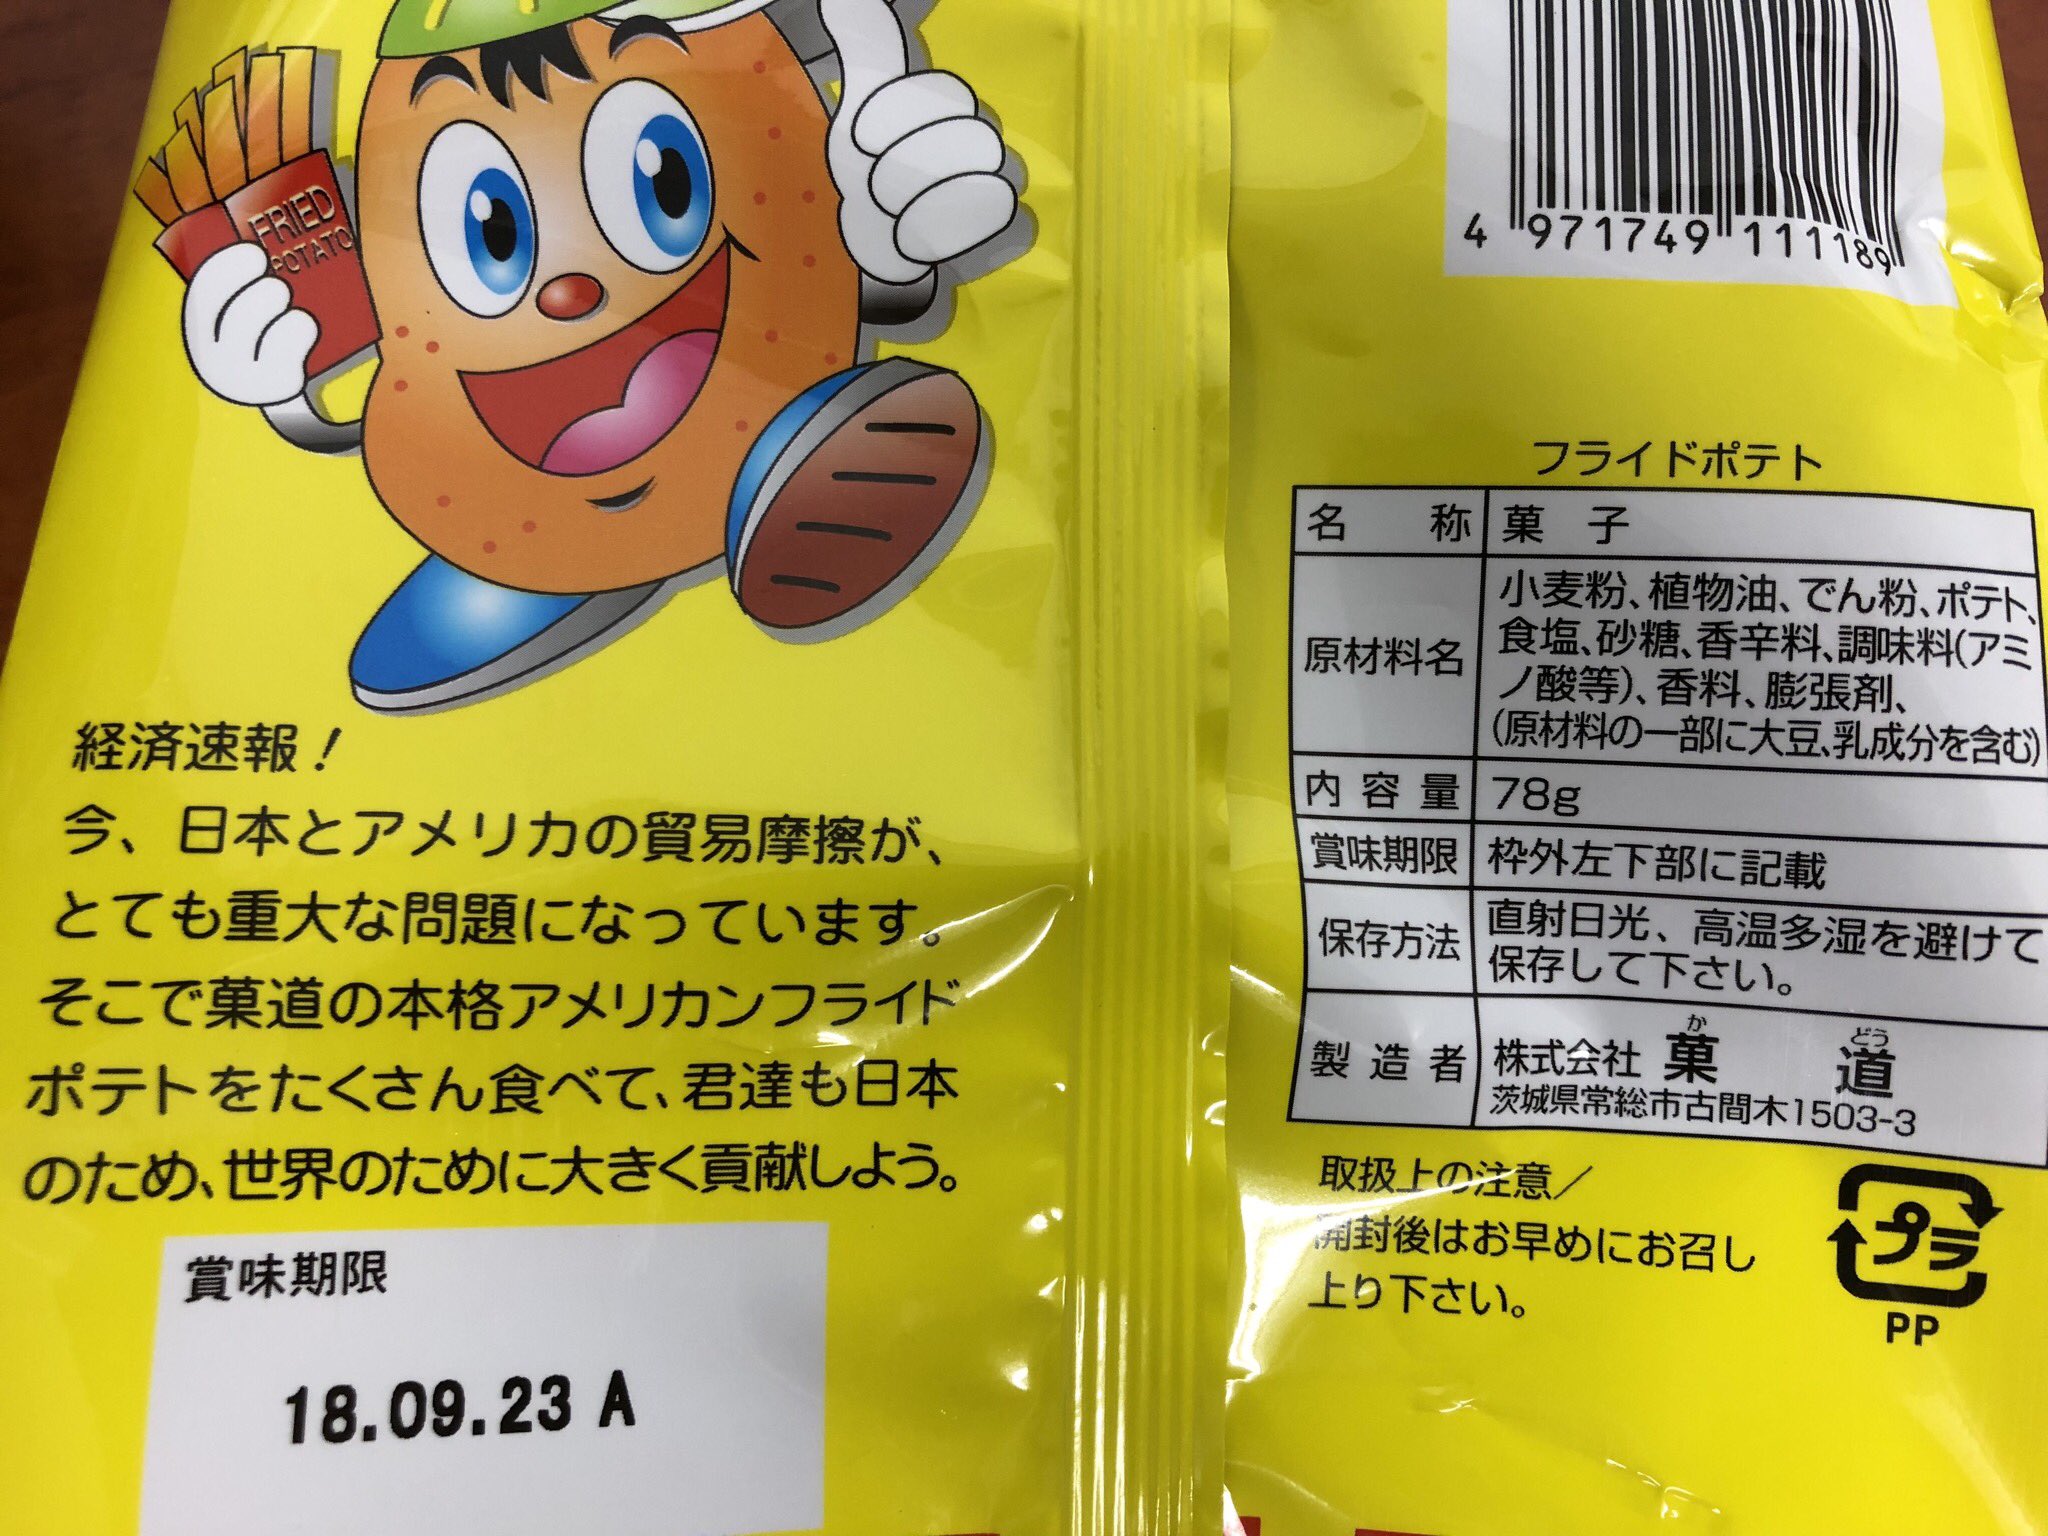 FRIED
POTATO
経済速報!
今、日本とアメリカの貿易摩擦が、
とても重大な問題になっています。
そこで菓道の本格アメリカンフライド
ポテトをたくさん食べて、君達も日本
のため、世界のために大きく貢献しよう。
賞味期限
18.09.23 A
4 971749 111189
フライドポテト
名称 菓子
原材料名 小麦粉、植物油、でん粉、ポテト、
食塩、砂糖、香辛料、調味料(アミ
ノ酸等)、香料、膨張剤、
(原材料の一部に大豆、乳成分を含む)
内容量 78g
賞味期限 枠外左下部に記載
保存方法 直射日光、高温多湿を避けて
保存して下さい。
か どう
製造者 株式会社 菓道
茨城県常総市古間木1503-3
取扱上の注意/
開封後はお早めにお召し
上り下さい。
プラ
PP